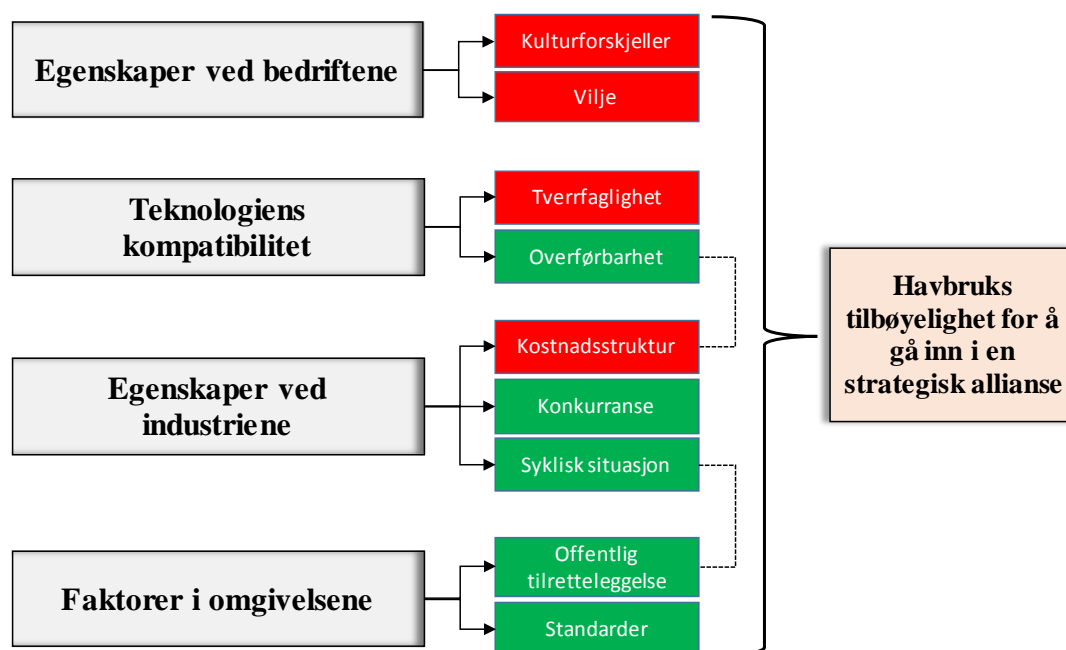 Egenskaper ved bedriftene
Kulturforskjeller
Vilje
Teknologiens
kompatibilitet
Tverrfaglighet
Overførbarhet
Egenskaper ved
industriene
Kostnadsstruktur
Konkurranse
Syklisk situasjon
Faktorer i omgivelsene
Offentlig
tilretteleggelse
Standarder
Havbruks
tilbøyelighet for å
gå inn i en
strategisk allianse